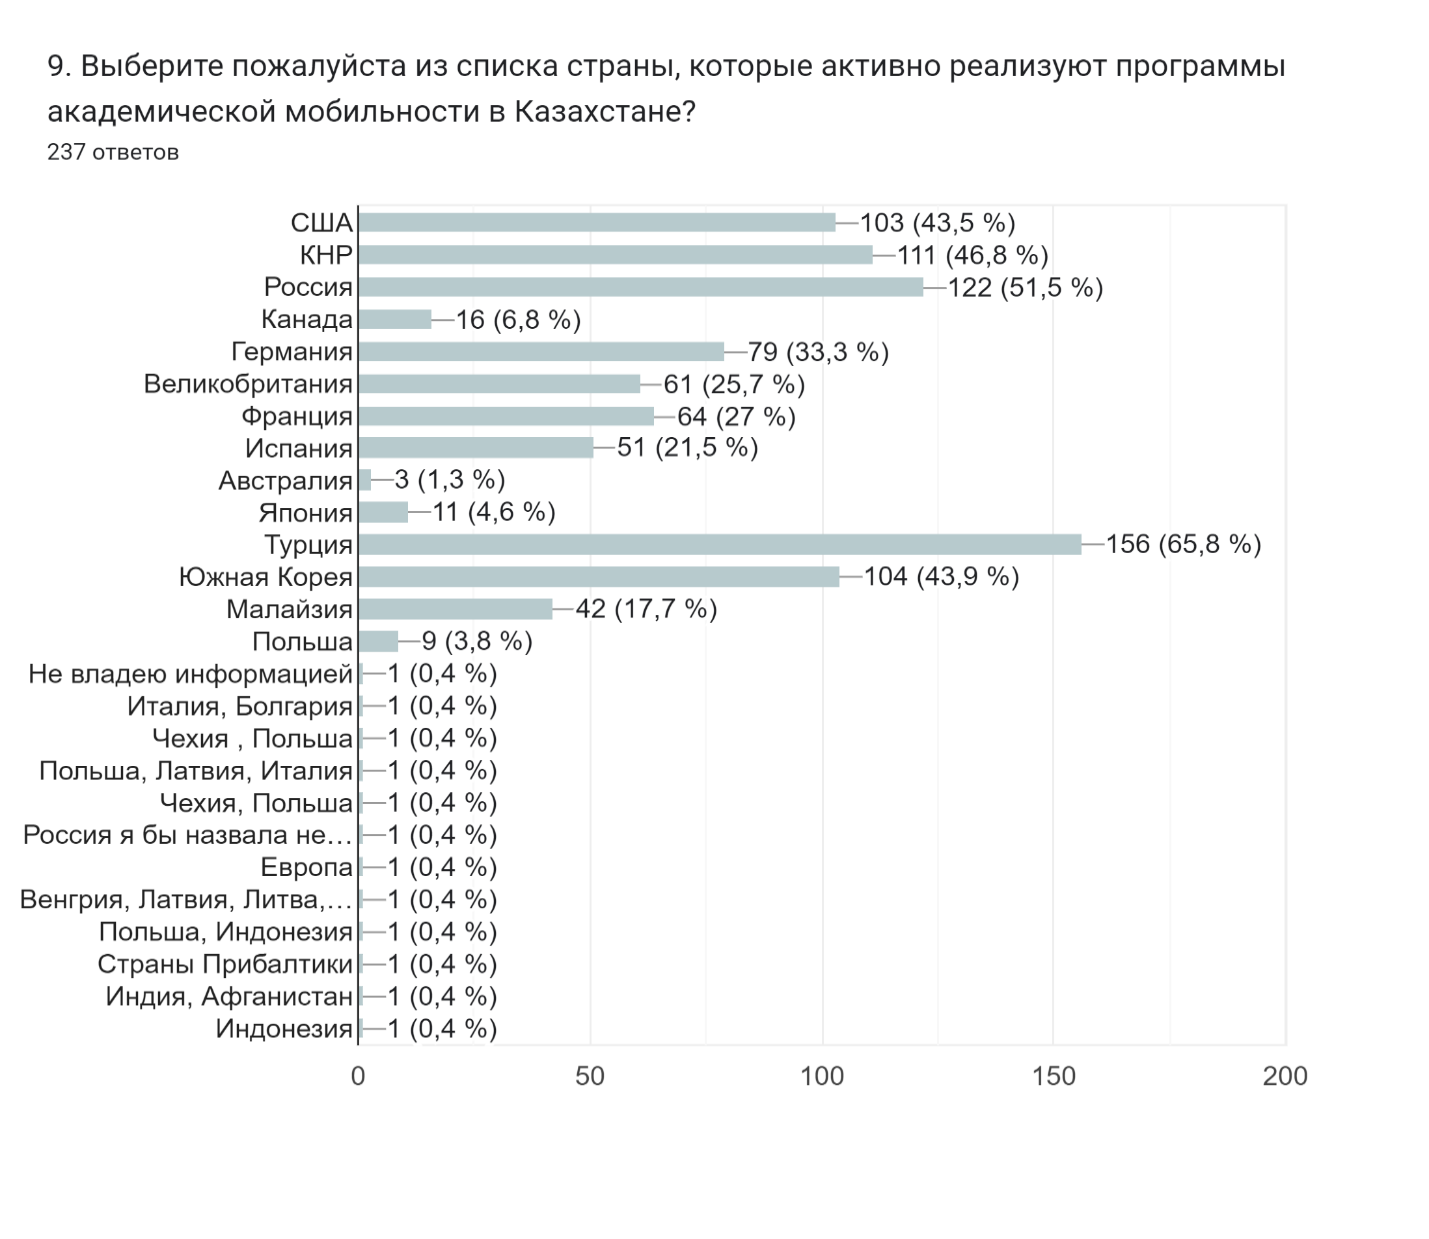 9. Выберите пожалуйста из списка страны, которые активно реализуют программы
академической мобильности в Казахстане?
237 ответов
США 103 (43,5 %)
КНР 111 (46,8 %)
Россия 122 (51,5 %)
Канада 16 (6,8 %)
Германия 79 (33,3 %)
Великобритания 61 (25,7 %)
Франция 64 (27 %)
Испания 51 (21,5 %)
Австралия 3 (1,3 %)
Япония 11 (4,6 %)
Турция 156 (65,8 %)
Южная Корея 104 (43,9 %)
Малайзия 42 (17,7 %)
Польша 9 (3,8 %)
Не владею информацией 1 (0,4 %)
Италия, Болгария 1 (0,4 %)
Чехия , Польша 1 (0,4 %)
Польша, Латвия, Италия 1 (0,4 %)
Чехия, Польша 1 (0,4 %)
Россия я бы назвала не... 1 (0,4 %)
Европа 1 (0,4 %)
Венгрия, Латвия, Литва,... 1 (0,4 %)
Польша, Индонезия 1 (0,4 %)
Страны Прибалтики 1 (0,4 %)
Индия, Афганистан 1 (0,4 %)
Индонезия 1 (0,4 %)
0 50 100 150 200